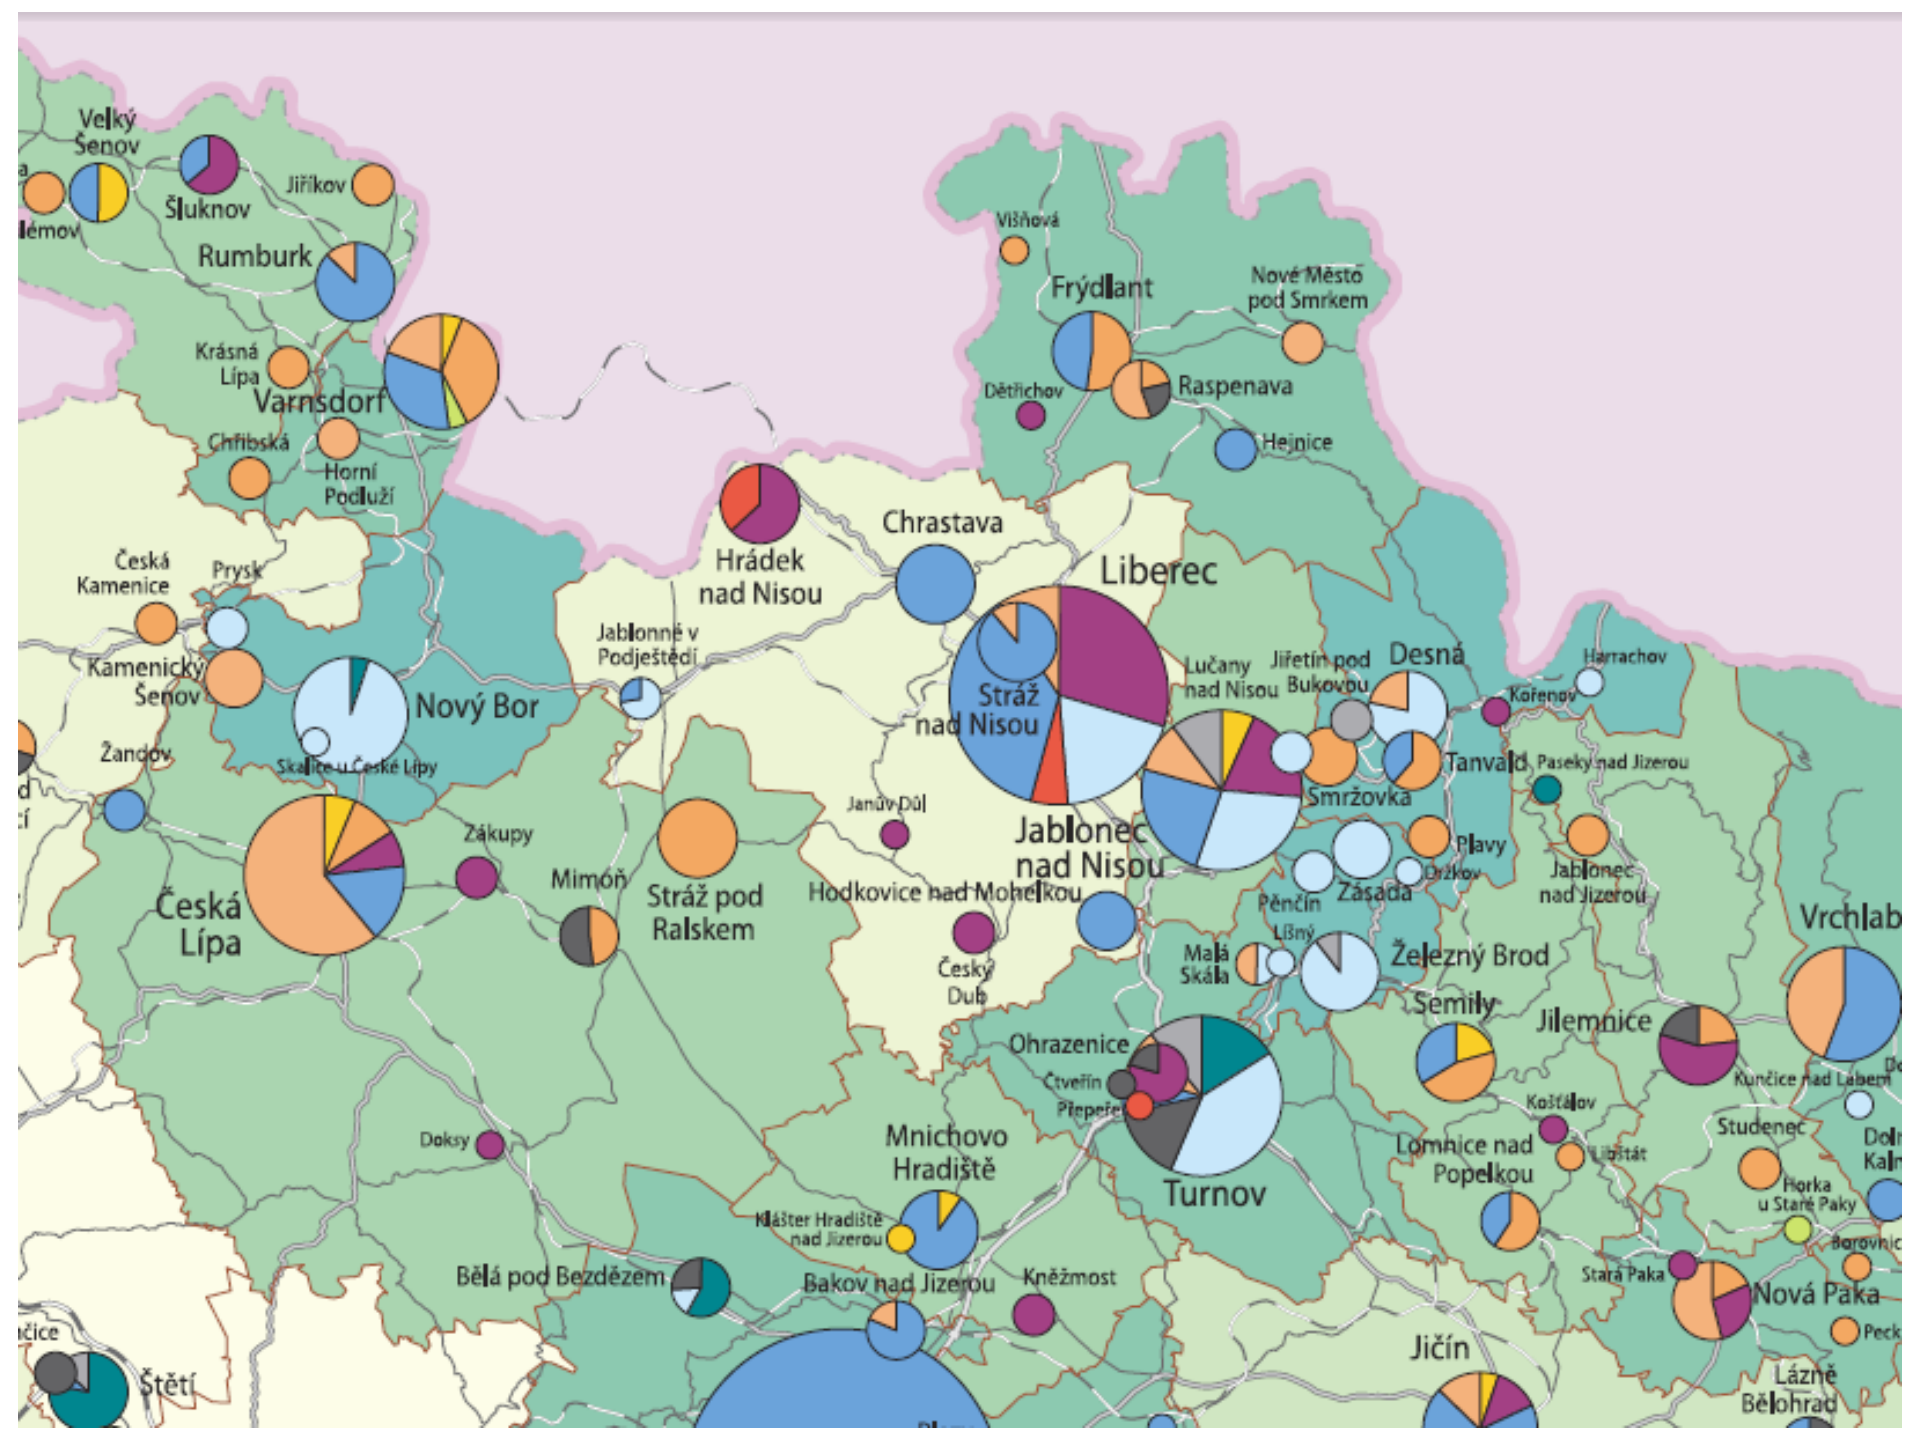 Velký
Šenov
Šluknov
Jiříkov
Rumburk
Krásná
Lípa
Varnsdorf
Chřibská
Horní
Podluží
Višňová
Frýdlant
Nové Město
pod Smrkem
Raspenava
Dětřichov
Hejnice
Hrádek
nad Nisou
Chrastava
Liberec
Česká
Kamenice
Prysk
Kamenický
Šenov
Nový Bor
Jablonné v
Podještědí
Stráž
nad Nisou
Lučany
nad Nisou
Jiřetín pod
Bukovou
Desná
Harrachov
Kořenov
Žandov
Skalice u České Lípy
Tanvald
Paseky nad Jizerou
Smržovka
Janův Důl
Jablonec
nad Nisou
Zákupy
Mimoň
Stráž pod
Ralskem
Hodkovice nad Mohelkou
Plavy
Držkov
Zásada
Pěnčín
Jablonec
nad Jizerou
Česká
Lípa
Český
Dub
Malá
Skála
Líšný
Železný Brod
Vrchlab
Semily
Jilemnice
Ohrazenice
Čtveřín
Přepeře
Kunčice nad Labem
Doksy
Mnichovo
Hradiště
Turnov
Košťálov
Libštát
Lomnice nad
Popelkou
Studenec
Doln
Kaln
Horka
u Staré Paky
Klášter Hradiště
nad Jizerou
Borovnic
Bělá pod Bezdězem
Bakov nad Jizerou
Kněžmost
Stará Paka
Nová Paka
Peck
Jičín
Štětí
Lázně
Bělohrad